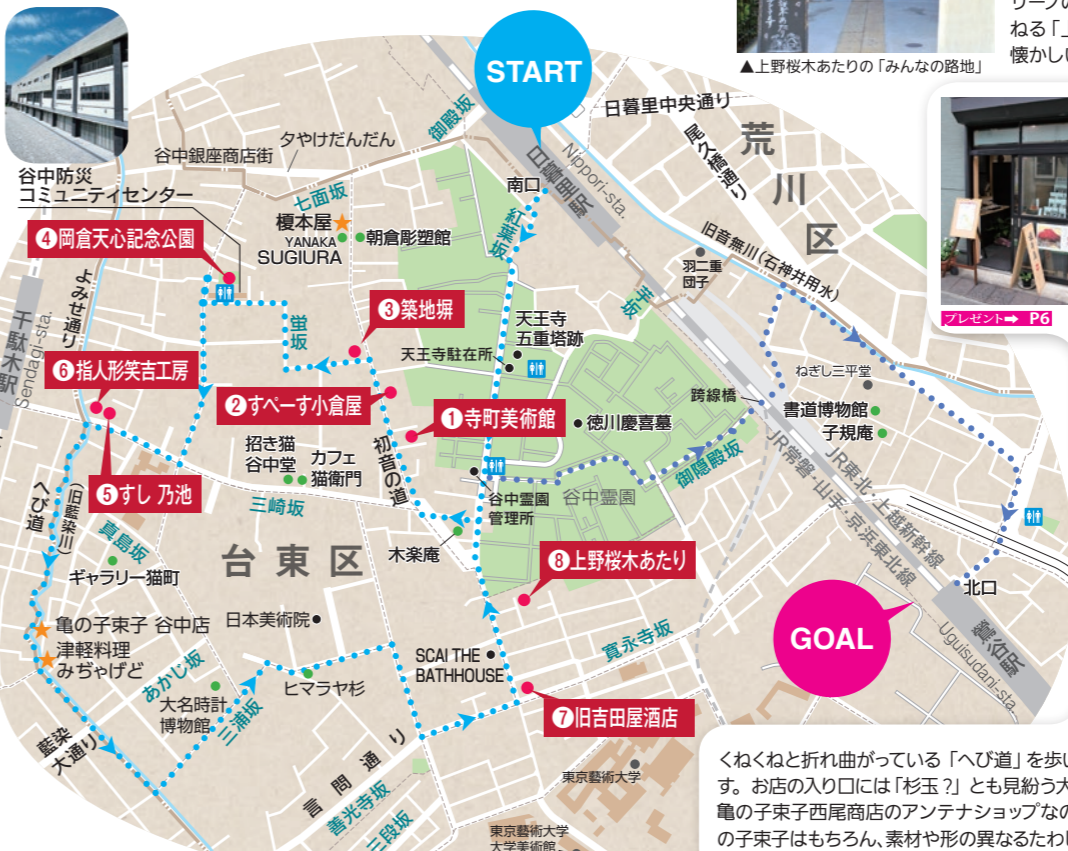 リーフの
ねる「上
懐かしい
▲上野桜木あたりの「みんなの路地」
START
日暮里中央通り
尾久橋通り
荒川区
御殿坂
夕やけだんだん
谷中銀座商店街
谷中防災
コミュニティセンター
七面坂
日暮里駅
Nippori-sta.
南口
紅葉坂
榎本屋
YANAKA
SUGIURA
朝倉彫塑館
❹岡倉天心記念公園
旧音無川(石神井用水)
羽二重
団子
芋坂
プレゼント➡ P6
よみせ通り
千駄木駅
Sendagi-sta.
❸築地塀
蛍坂
天王寺
五重塔跡
天王寺駐在所
❻指人形笑吉工房
❷すぺーす小倉屋
❶寺町美術館
徳川慶喜墓
跨線橋
ねぎし三平堂
書道博物館
子規庵
初音の道
招き猫
谷中堂
カフェ
猫衛門
❺すし 乃池
三崎坂
谷中霊園
管理所
谷中霊園
御隠殿坂
JR東北・上越新幹線
JR常磐・山手・京浜東北線
へび道
(旧藍染川)
真島坂
ギャラリー猫町
台東区
木楽庵
❽上野桜木あたり
北口
GOAL
鶯谷駅
Uguisudani-sta.
亀の子束子 谷中店
津軽料理
みぢゃげど
日本美術院
SCAI THE
BATHHOUSE
寛永寺坂
あかじ坂
大名時計
博物館
三浦坂
ヒマラヤ杉
❼旧吉田屋酒店
藍染
大通り
言問通り
善光寺坂
三段坂
東京藝術大学
東京藝術大学
大学美術館
くねくねと折れ曲がっている「へび道」を歩い
す。お店の入り口には「杉玉?」とも見紛う大
亀の子束子西尾商店のアンテナショップなの
の子束子はもちろん、素材や形の異なるたわし